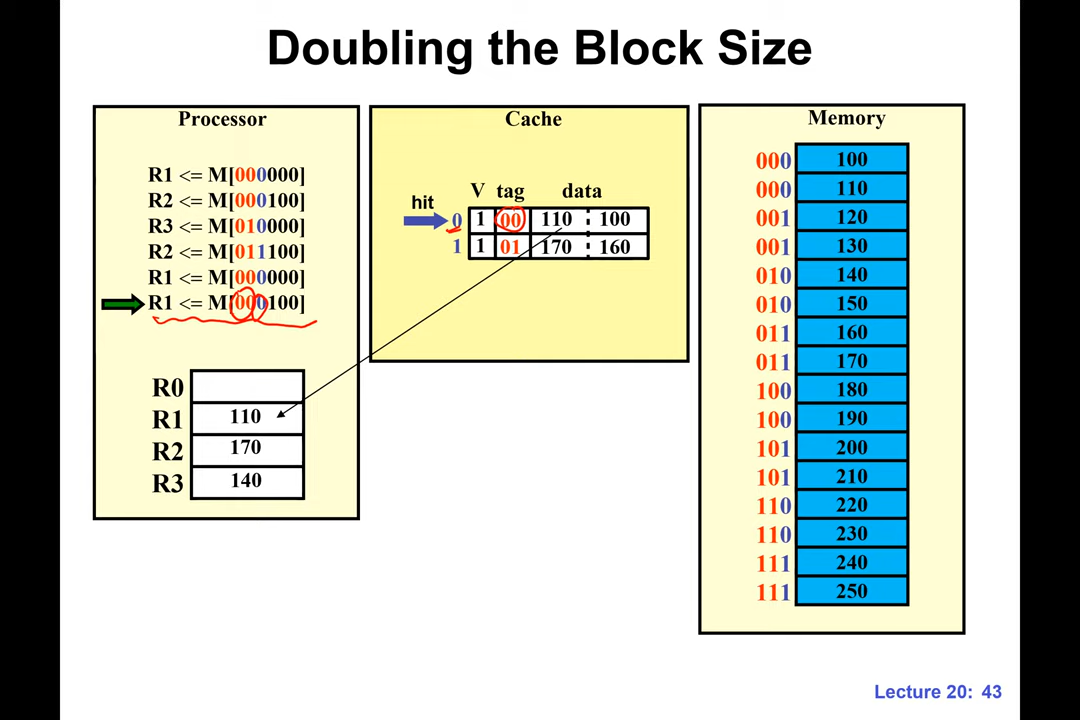 Doubling the Block Size
Processor
R1 <= M[000000]
R2 <= M[000100]
R3 <= M[010000]
R2 <= M[011100]
R1 <= M[000000]
R1 <= M[000100]
R0
R1 110
R2 170
R3 140
Cache
V tag data
hit
0 1 00 110 100
1 1 01 170 160
Memory
000 100
000 110
001 120
001 130
010 140
010 150
011 160
011 170
100 180
100 190
101 200
101 210
110 220
110 230
111 240
111 250
Lecture 20: 43